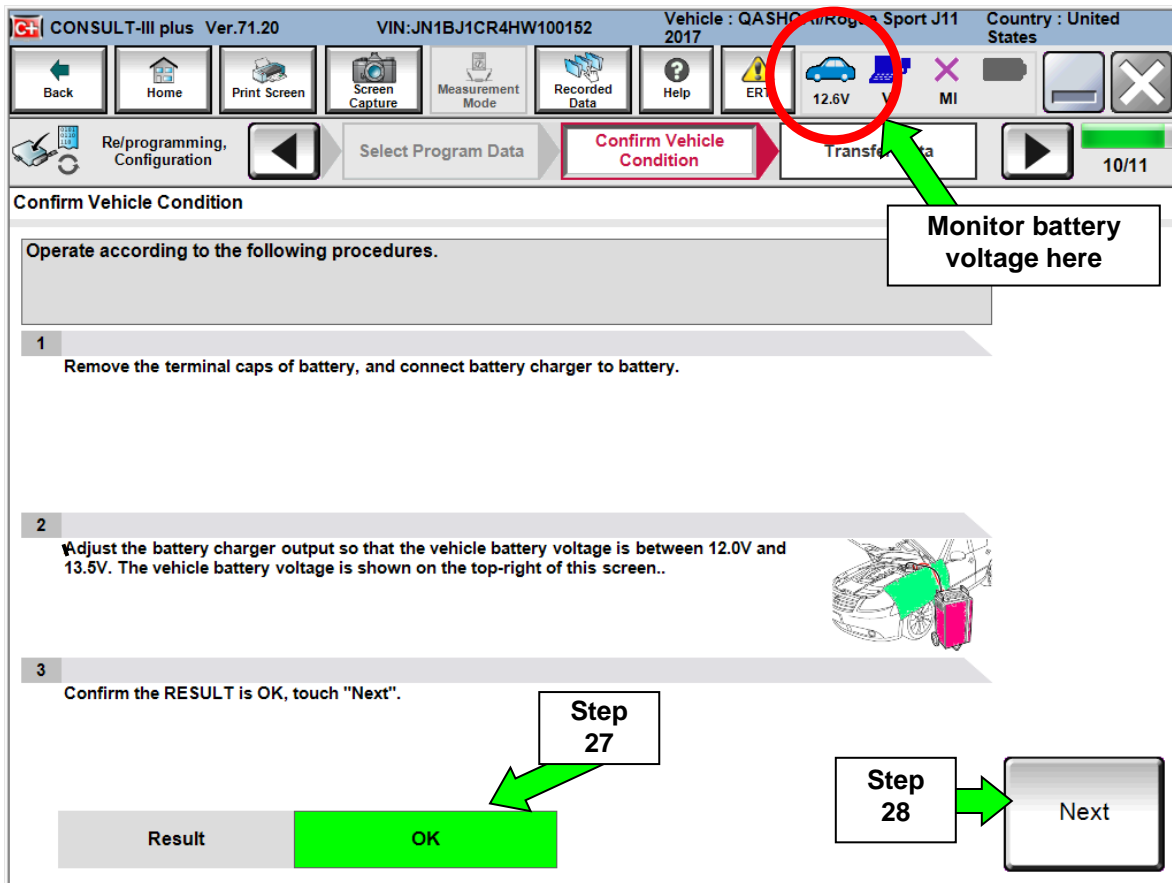 C+ CONSULT-III plus Ver.71.20
VIN:JN1BJ1CR4HW100152
Vehicle : QASHQAI/Rogue Sport J11
2017
Country : United
States
Back
Home
Print Screen
Screen
Capture
Measurement
Mode
Recorded
Data
Help
ERT
12.6V
V
MI
Re/programming,
Configuration
Select Program Data
Confirm Vehicle
Condition
10/11
Confirm Vehicle Condition
Monitor battery
voltage here
Operate according to the following procedures.
1
Remove the terminal caps of battery, and connect battery charger to battery.
2
Adjust the battery charger output so that the vehicle battery voltage is between 12.0V and
13.5V. The vehicle battery voltage is shown on the top-right of this screen..
3
Confirm the RESULT is OK, touch "Next".
Step
27
Step
28
Result
OK
Next